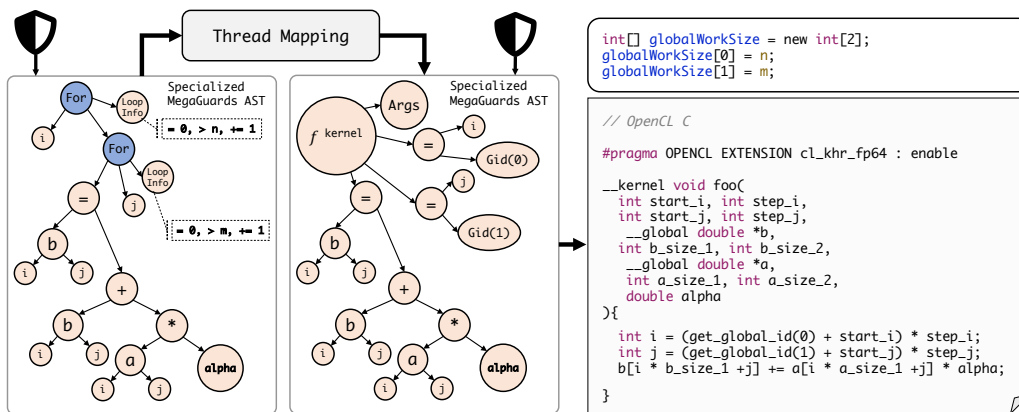 Thread Mapping
Specialized
MegaGuards AST
For
Loop
Info
= 0, > n, += 1
i
For
Loop
Info
= 0, > m, += 1
j
=
b
i
j
+
b
i
j
*
a
i
j
alpha
Specialized
MegaGuards AST
f kernel
Args
=
i
Gid(0)
=
j
Gid(1)
=
b
i
j
+
b
i
j
*
a
i
j
alpha
int[] globalWorkSize = new int[2];
globalWorkSize[0] = n;
globalWorkSize[1] = m;
// OpenCL C
#pragma OPENCL EXTENSION cl_khr_fp64 : enable
__kernel void foo(
int start_i, int step_i,
int start_j, int step_j,
__global double *b,
int b_size_1, int b_size_2,
__global double *a,
int a_size_1, int a_size_2,
double alpha
){
int i = (get_global_id(0) + start_i) * step_i;
int j = (get_global_id(1) + start_j) * step_j;
b[i * b_size_1 +j] += a[i * a_size_1 +j] * alpha;
}